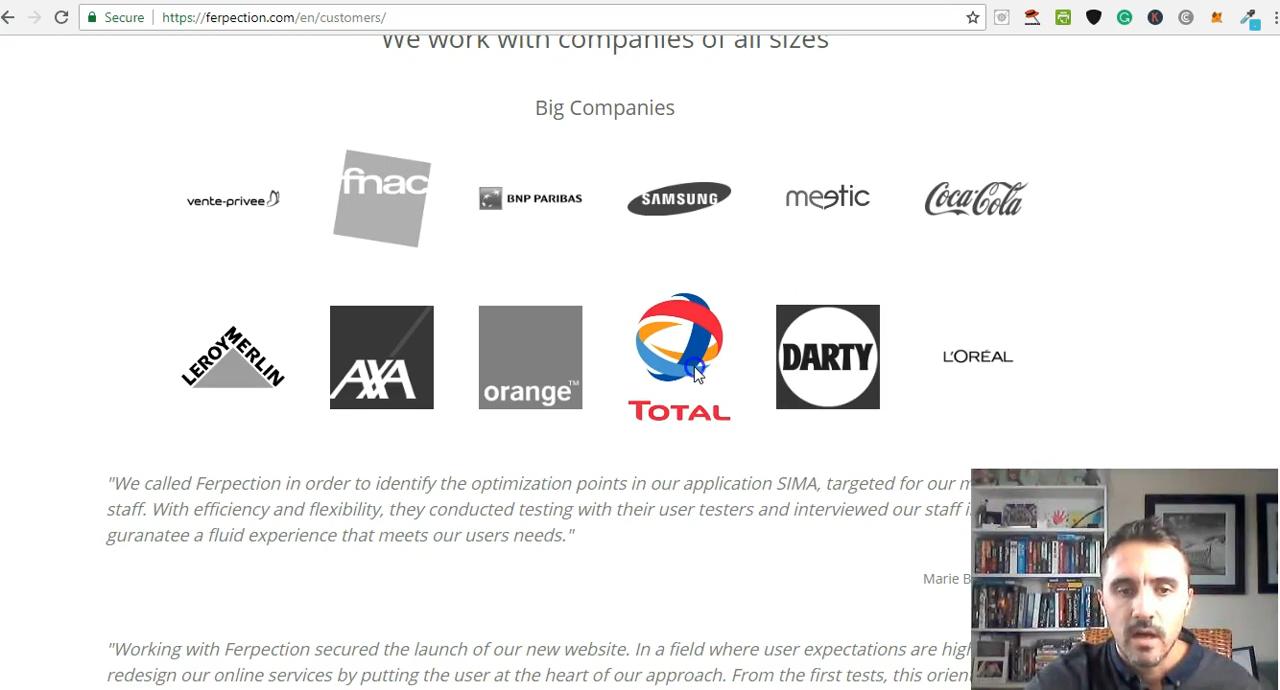 Secure
https://ferpection.com/en/customers/
We work with companies of all sizes
Big Companies
vente-privee
fnac
BNP PARIBAS
SAMSUNG
meetic
Coca-Cola
LEROY MERLIN
AXA
orange™
TOTAL
DARTY
L'ORÉAL
"We called Ferpection in order to identify the optimization points in our application SIMA, targeted for our
staff. With efficiency and flexibility, they conducted testing with their user testers and interviewed our staff
guranatee a fluid experience that meets our users needs."
Marie B
"Working with Ferpection secured the launch of our new website. In a field where user expectations are
redesign our online services by putting the user at the heart of our approach. From the first tests, this